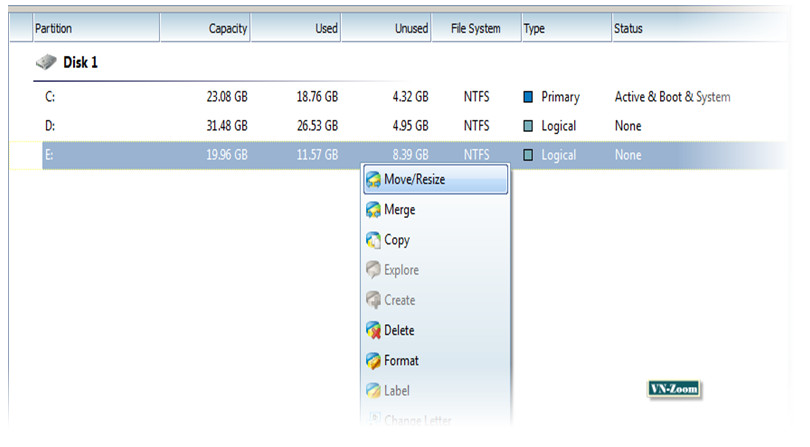 Partition Capacity Used Unused File System Type Status
Disk 1
C: 23.08 GB 18.76 GB 4.32 GB NTFS Primary Active & Boot & System
D: 31.48 GB 26.53 GB 4.95 GB NTFS Logical None
E: 19.96 GB 11.57 GB 8.39 GB NTFS Logical None
Move/Resize
Merge
Copy
Explore
Create
Delete
Format
Label
Change Letter
VN-Zoom